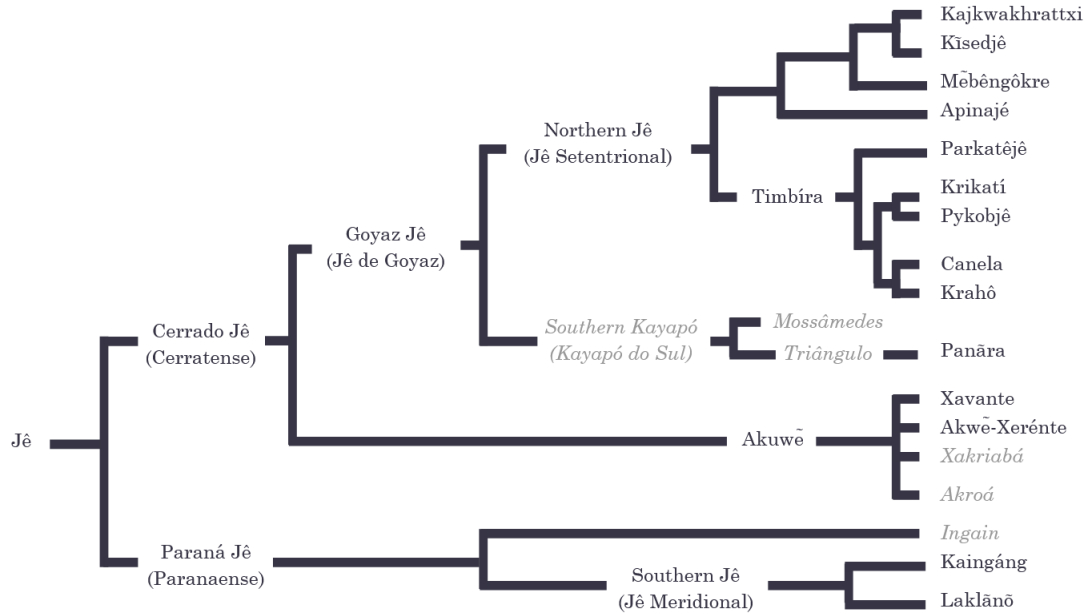 Kajkwakhrattxi
Kĩsedjê
Mẽbêngôkre
Apinajé
Northern Jê
(Jê Setentrional)
Parkatêjê
Timbíra
Krikatí
Pykobjê
Goyaz Jê
(Jê de Goyaz)
Canela
Krahô
Cerrado Jê
(Cerratense)
Southern Kayapó
(Kayapó do Sul)
Mossâmedes
Triângulo
Panãra
Xavante
Jê
Akuwẽ
Akwẽ-Xerénte
Xakriabá
Akroá
Paraná Jê
(Paranaense)
Ingain
Southern Jê
(Jê Meridional)
Kaingáng
Laklãnõ